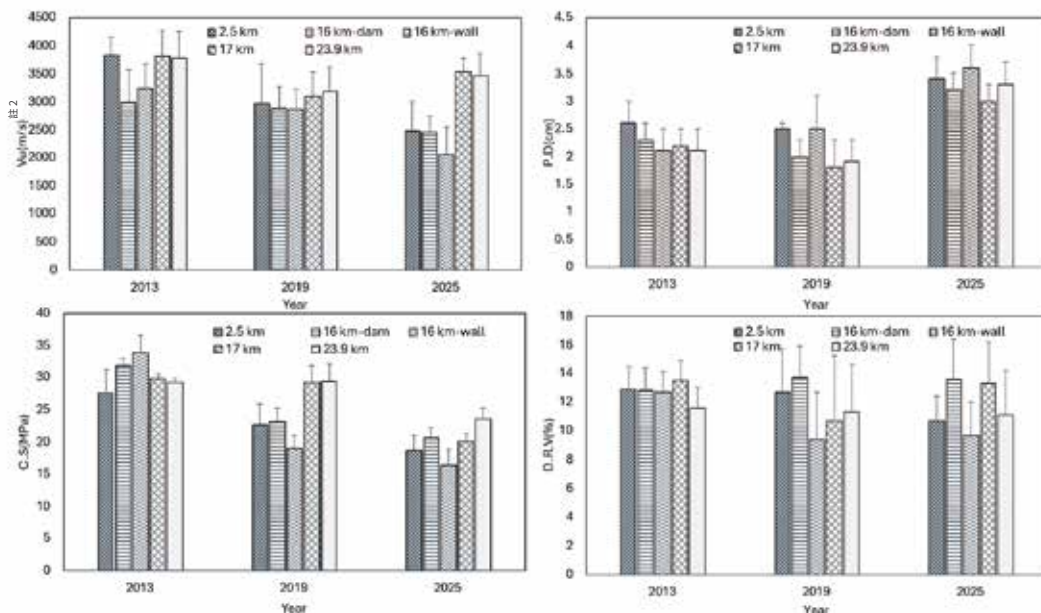 4500
4000
3500
3000
2500
2000
1500
1000
500
0
註2
Vu(m/s)
2.5 km
16 km-dam
16 km-wall
17 km
23.9 km
2013
2019
2025
Year
4.5
4
3.5
3
2.5
2
1.5
1
0.5
0
P.D(cm)
2.5 km
16 km-dam
16 km-wall
17 km
23.9 km
2013
2019
2025
Year
40
35
30
25
20
15
10
5
0
C.S(MPa)
2.5 km
16 km-dam
16 km-wall
17 km
23.9 km
2013
2019
2025
Year
18
16
14
12
10
8
6
4
2
0
2.5 km
16 km-dam
16 km-wall
17 km
23.9 km
2013
2019
2025
Year